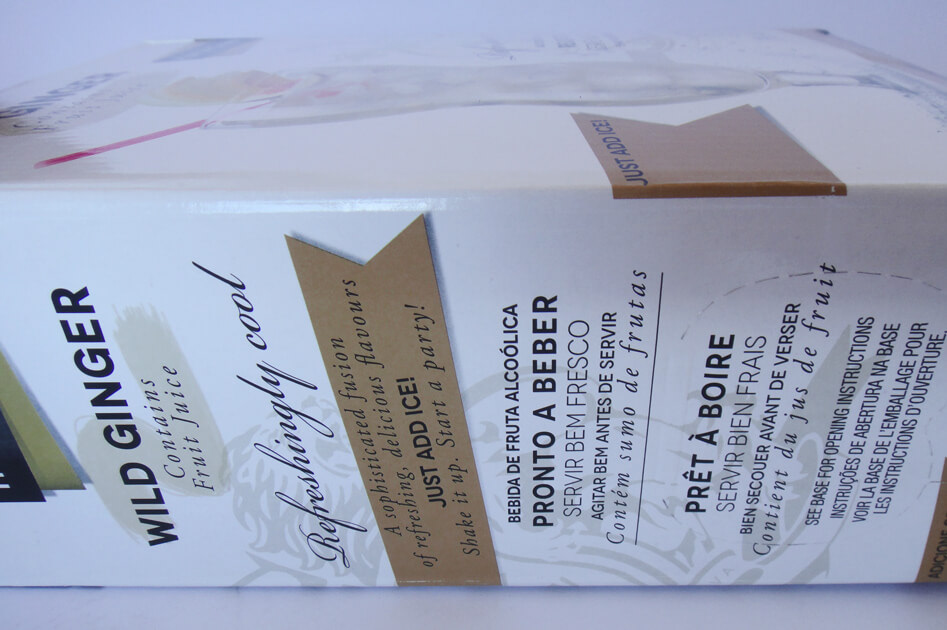 WILD GINGER
Contains
Fruit juice
Refreshingly cool
A sophisticated fusion
of refreshing, delicious flavours
JUST ADD ICE!
Shake it up. Start a party!
BEBIDA DE FRUTA ALCOÓLICA
PRONTO A BEBER
SERVIR BEM FRESCO
AGITAR BEM ANTES DE SERVIR
Contém sumo de frutas
PRÊT À BOIRE
SERVIR BIEN FRAIS
BIEN SECOUER AVANT DE VERSER
Contient du jus de fruit
SEE BASE FOR OPENING INSTRUCTIONS
INSTRUÇÕES DE ABERTURA NA BASE
VOIR LA BASE DE L'EMBALLAGE POUR
LES INSTRUCTIONS D'OUVERTURE
ADICIONE
JUST ADD ICE!
GINGER